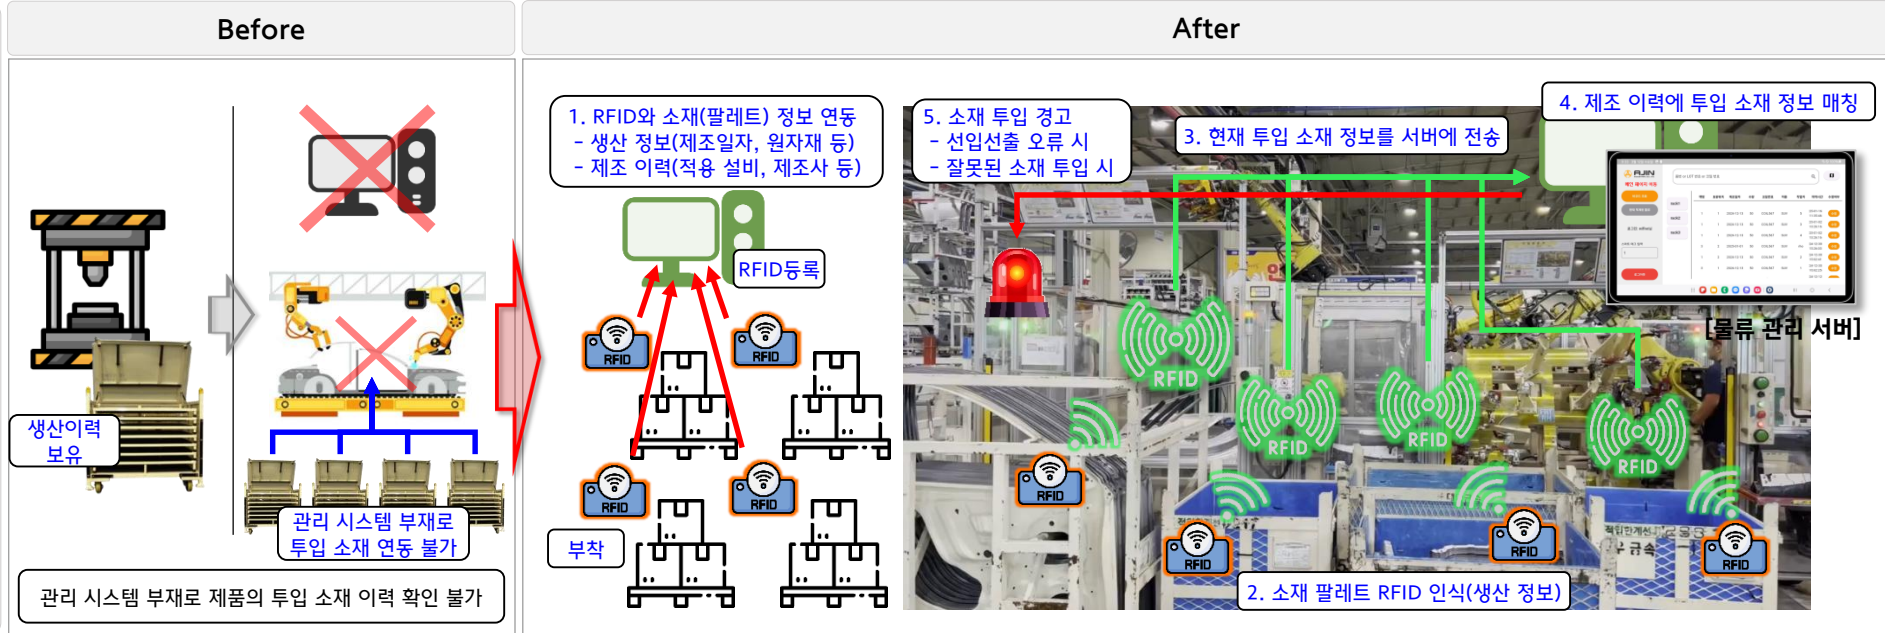 Before
After
생산이력
보유
관리 시스템 부재로
투입 소재 연동 불가
관리 시스템 부재로 제품의 투입 소재 이력 확인 불가
1. RFID와 소재(팔레트) 정보 연동
- 생산 정보(제조일자, 원자재 등)
- 제조 이력(적용 설비, 제조사 등)
RFID등록
RFID
RFID
RFID
RFID
부착
5. 소재 투입 경고
- 선입선출 오류 시
- 잘못된 소재 투입 시
3. 현재 투입 소재 정보를 서버에 전송
4. 제조 이력에 투입 소재 정보 매칭
AJIN
[물류 관리 서버]
RFID
RFID
RFID
RFID
RFID
RFID
RFID
RFID
적입한계선
2. 소재 팔레트 RFID 인식(생산 정보)